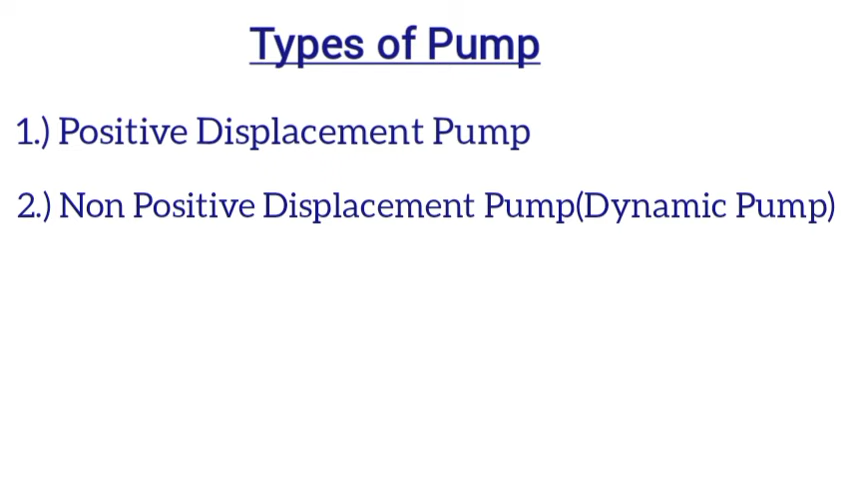 Types of Pump
1.) Positive Displacement Pump
2.) Non Positive Displacement Pump(Dynamic Pump)